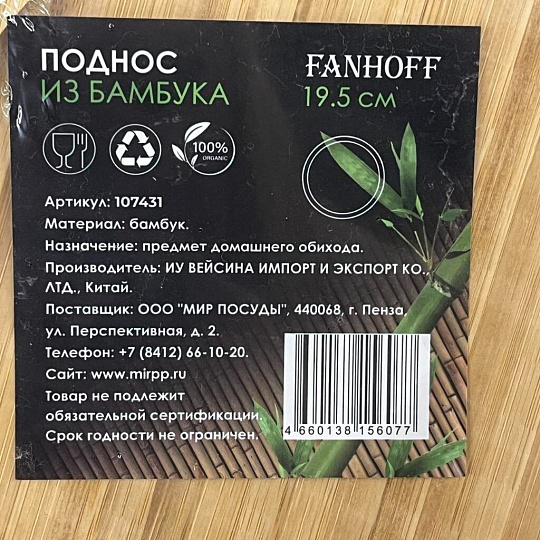 ПОДНОС
ИЗ БАМБУКА
FANHOFF
19.5 см
100%
ORGANIC
Артикул: 107431
Материал: бамбук.
Назначение: предмет домашнего обихода.
Производитель: ИУ ВЕЙСИНА ИМПОРТ И ЭКСПОРТ КО.,
ЛТД., Китай.
Поставщик: ООО "МИР ПОСУДЫ", 440068, г. Пенза,
ул. Перспективная, д. 2.
Телефон: +7 (8412) 66-10-20.
Сайт: www.mirpp.ru
Товар не подлежит
обязательной сертификации.
Срок годности не ограничен.
4 660138 156077